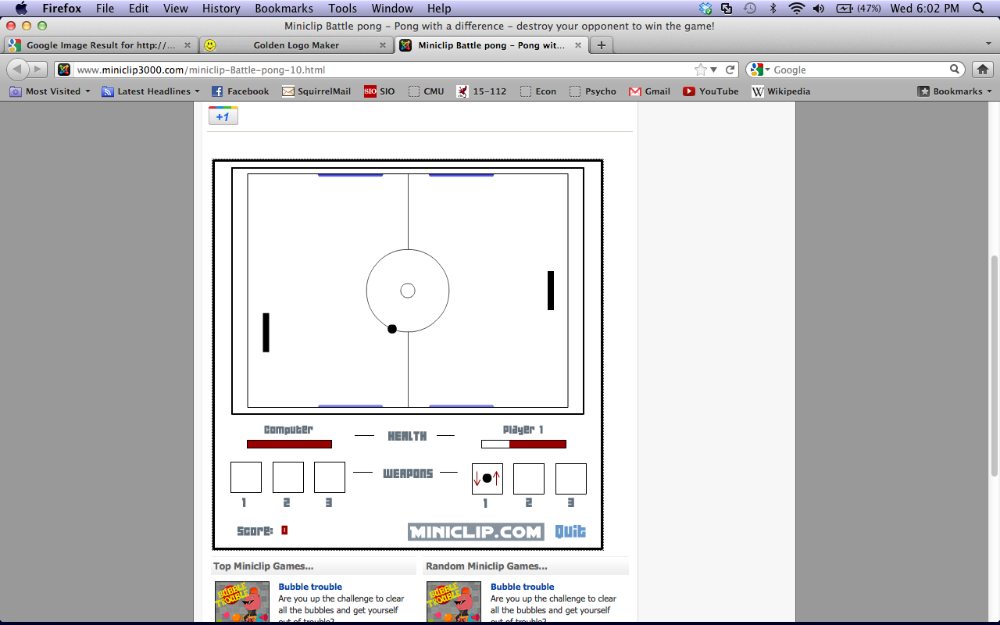 Firefox File Edit View History Bookmarks Tools Window Help (47%) Wed 6:02 PM
Miniclip Battle pong – Pong with a difference – destroy your opponent to win the game!
Google Image Result for http://... Golden Logo Maker Miniclip Battle pong – Pong wit...
www.miniclip3000.com/miniclip-Battle-pong-10.html Google
Most Visited Latest Headlines Facebook SquirrelMail SIO SIO CMU 15-112 Econ Psycho Gmail YouTube Wikipedia Bookmarks
+1
Computer HEALTH Player 1
WEAPONS
1 2 3 1 2 3
Score: 0 MINICLIP.COM Quit
Top Miniclip Games... Random Miniclip Games...
BUBBLE TROUBLE Bubble trouble BUBBLE TROUBLE Bubble trouble
Are you up the challenge to clear Are you up the challenge to clear
all the bubbles and get yourself all the bubbles and get yourself
out of trouble? out of trouble?